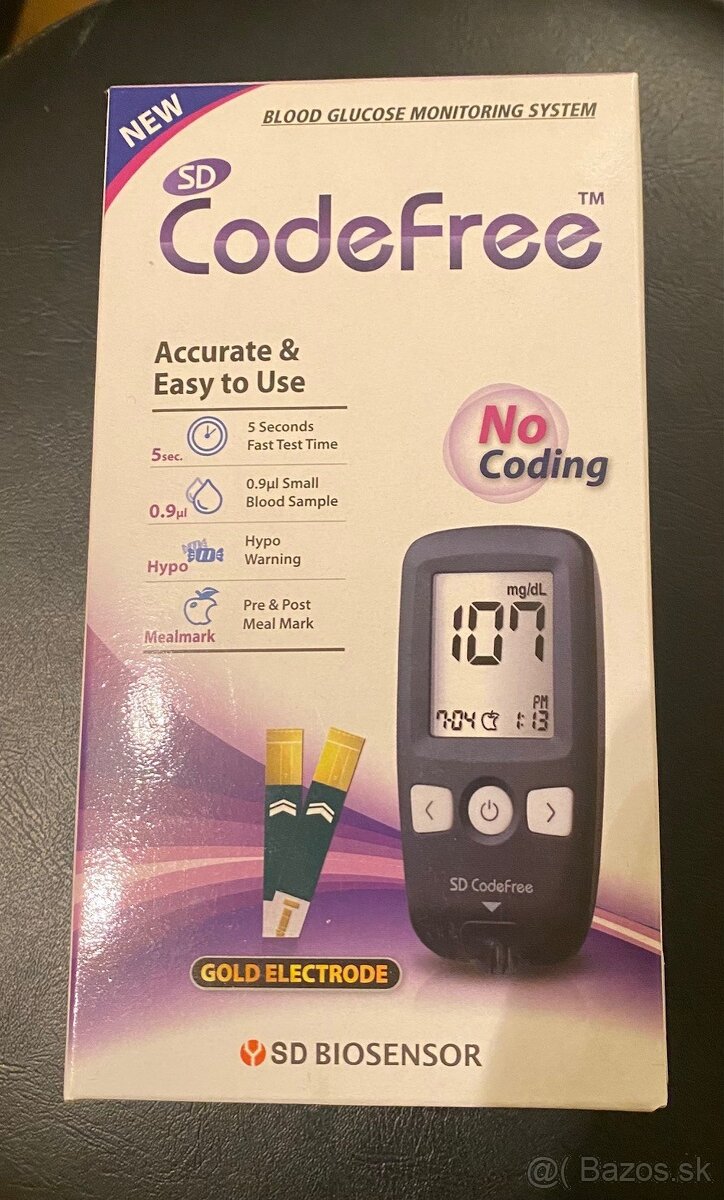 NEW
BLOOD GLUCOSE MONITORING SYSTEM
SD
CodeFree™
Accurate &
Easy to Use
5sec.
5 Seconds
Fast Test Time
0.9µl
0.9µl Small
Blood Sample
Hypo
Hypo
Warning
Mealmark
Pre & Post
Meal Mark
No
Coding
mg/dL
107
PM
7-04 1:13
SD CodeFree
GOLD ELECTRODE
SD BIOSENSOR
@( Bazos.sk